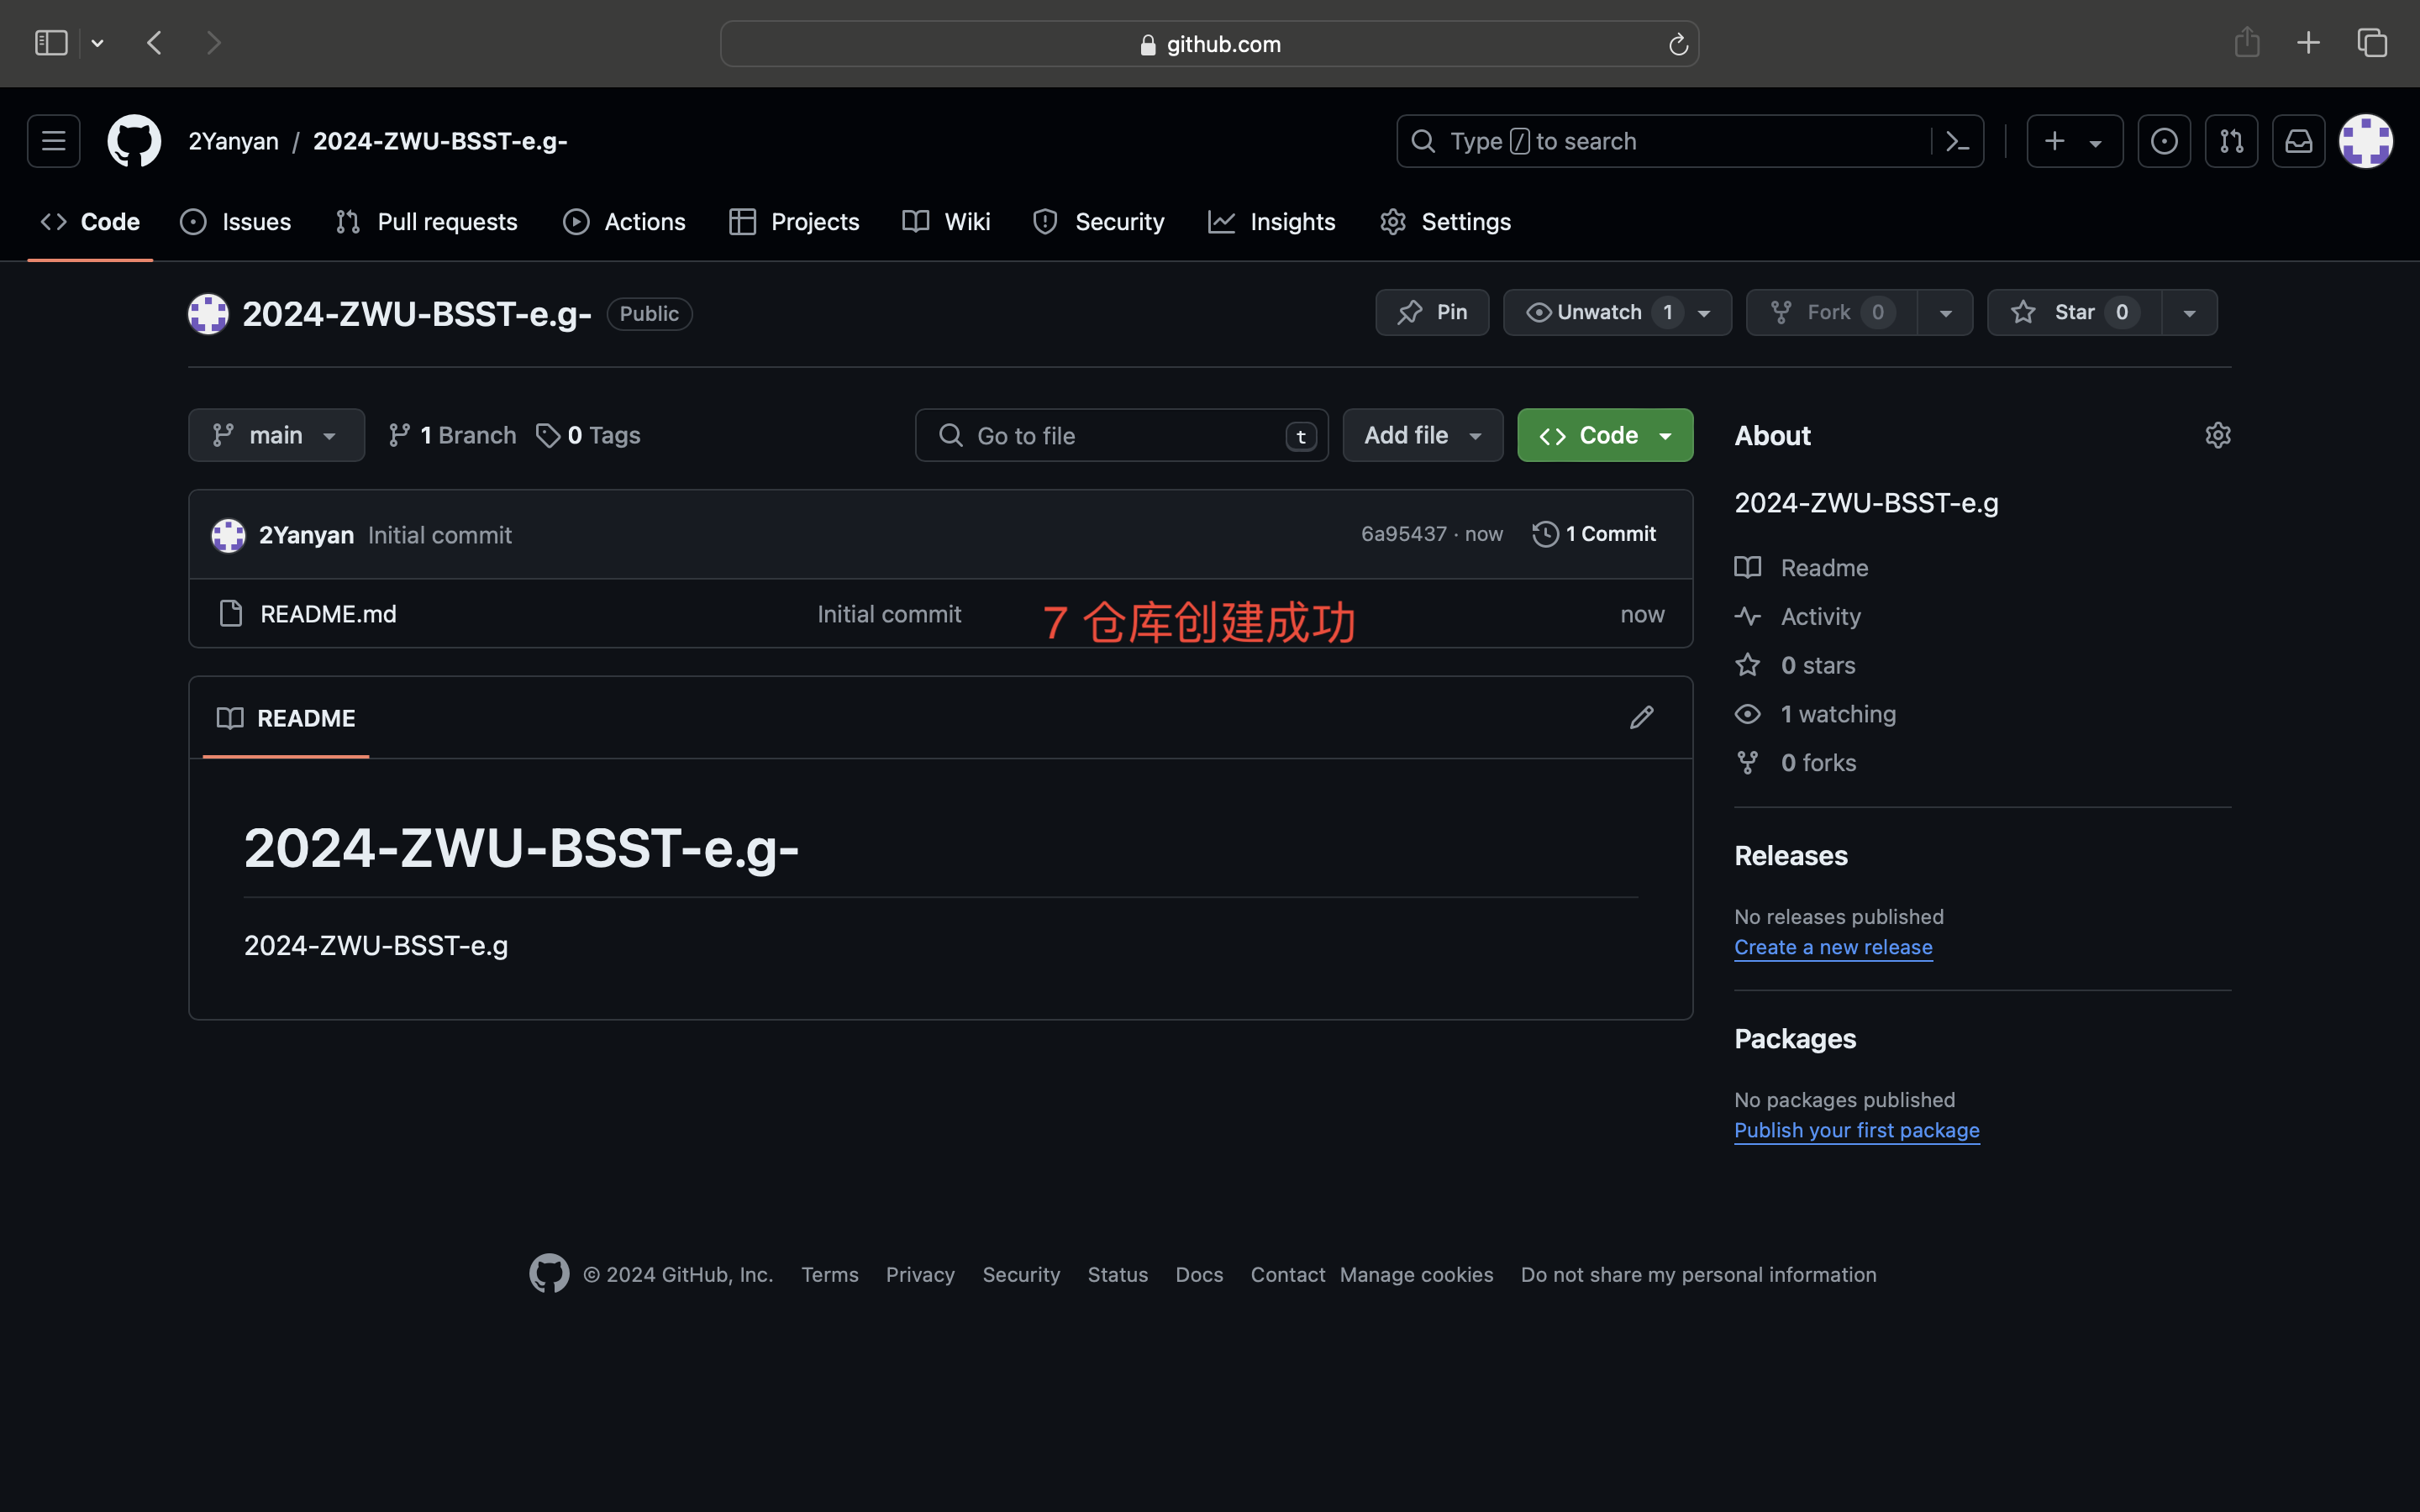 github.com
2Yanyan / 2024-ZWU-BSST-e.g-
Type / to search
Code Issues Pull requests Actions Projects Wiki Security Insights Settings
2024-ZWU-BSST-e.g- Public
Pin Unwatch 1 Fork 0 Star 0
main 1 Branch 0 Tags
Go to file t Add file Code
2Yanyan Initial commit 6a95437 · now 1 Commit
README.md Initial commit now
7 仓库创建成功
README
2024-ZWU-BSST-e.g-
2024-ZWU-BSST-e.g
About
2024-ZWU-BSST-e.g
Readme
Activity
0 stars
1 watching
0 forks
Releases
No releases published
Create a new release
Packages
No packages published
Publish your first package
© 2024 GitHub, Inc. Terms Privacy Security Status Docs Contact Manage cookies Do not share my personal information